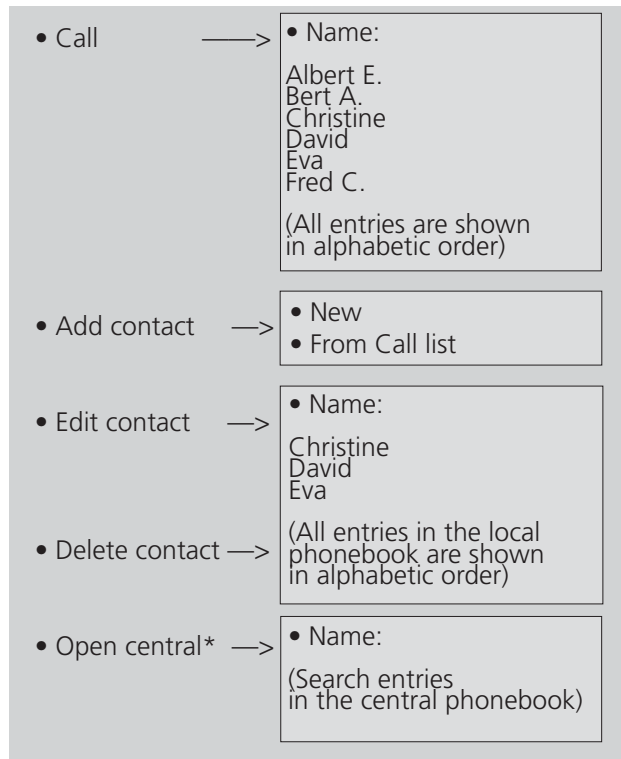 • Call ——> • Name:
Albert E.
Bert A.
Christine
David
Eva
Fred C.
(All entries are shown
in alphabetic order)
• Add contact —> • New
• From Call list
• Edit contact —> • Name:
Christine
David
Eva
• Delete contact —> (All entries in the local
phonebook are shown
in alphabetic order)
• Open central* —> • Name:
(Search entries
in the central phonebook)